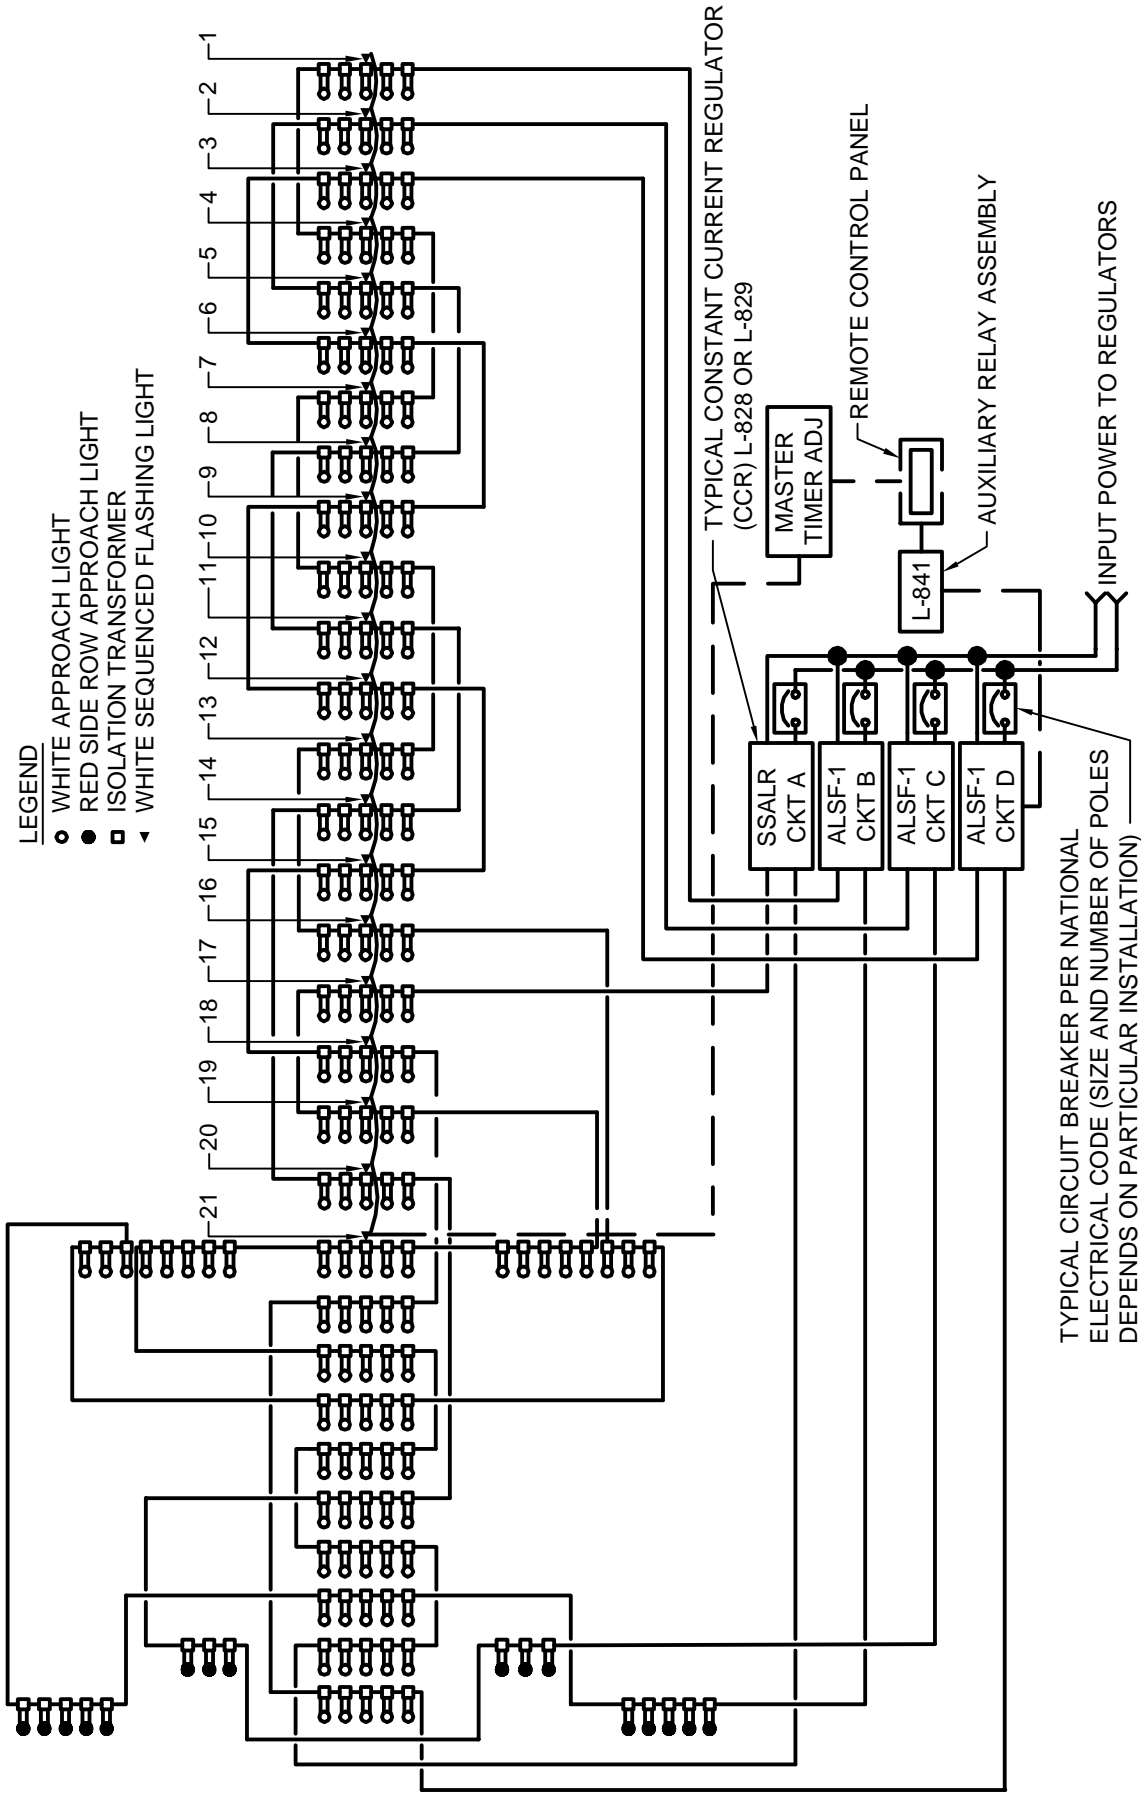 LEGEND
WHITE APPROACH LIGHT
RED SIDE ROW APPROACH LIGHT
ISOLATION TRANSFORMER
WHITE SEQUENCED FLASHING LIGHT
21
20
19
18
17
16
15
14
13
12
11
10
9
8
7
6
5
4
3
2
1
TYPICAL CONSTANT CURRENT REGULATOR
(CCR) L-828 OR L-829
MASTER
TIMER ADJ
REMOTE CONTROL PANEL
L-841
AUXILIARY RELAY ASSEMBLY
SSALR
CKT A
ALSF-1
CKT B
ALSF-1
CKT C
ALSF-1
CKT D
INPUT POWER TO REGULATORS
TYPICAL CIRCUIT BREAKER PER NATIONAL
ELECTRICAL CODE (SIZE AND NUMBER OF POLES
DEPENDS ON PARTICULAR INSTALLATION)